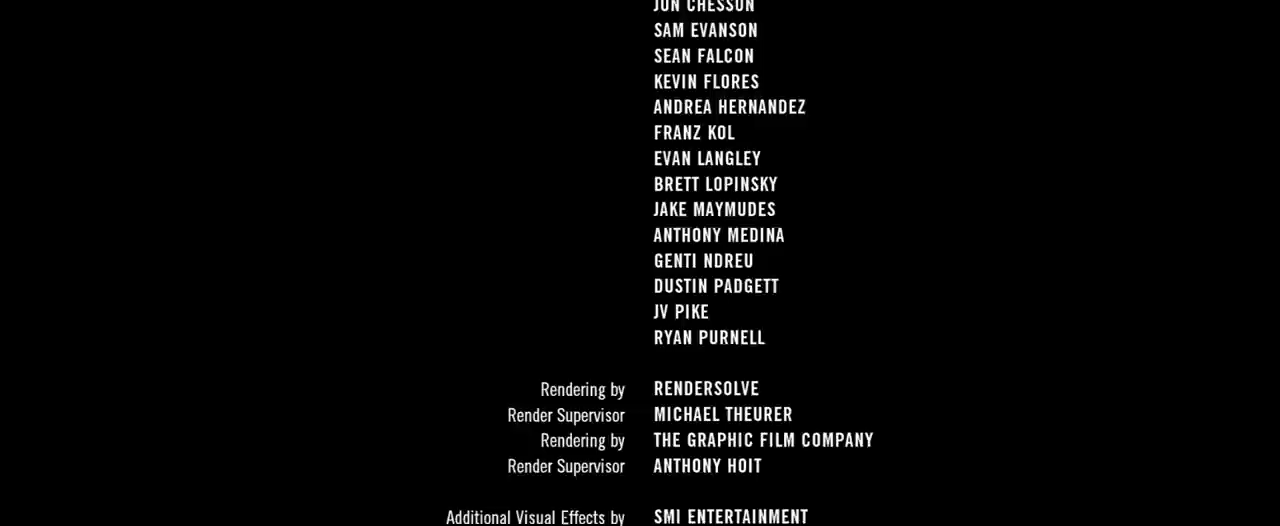 JON CHESSON
SAM EVANSON
SEAN FALCON
KEVIN FLORES
ANDREA HERNANDEZ
FRANZ KOL
EVAN LANGLEY
BRETT LOPINSKY
JAKE MAYMUDES
ANTHONY MEDINA
GENTI NDREU
DUSTIN PADGETT
JV PIKE
RYAN PURNELL
Rendering by RENDERSOLVE
Render Supervisor MICHAEL THEURER
Rendering by THE GRAPHIC FILM COMPANY
Render Supervisor ANTHONY HOIT
Additional Visual Effects by SMI ENTERTAINMENT